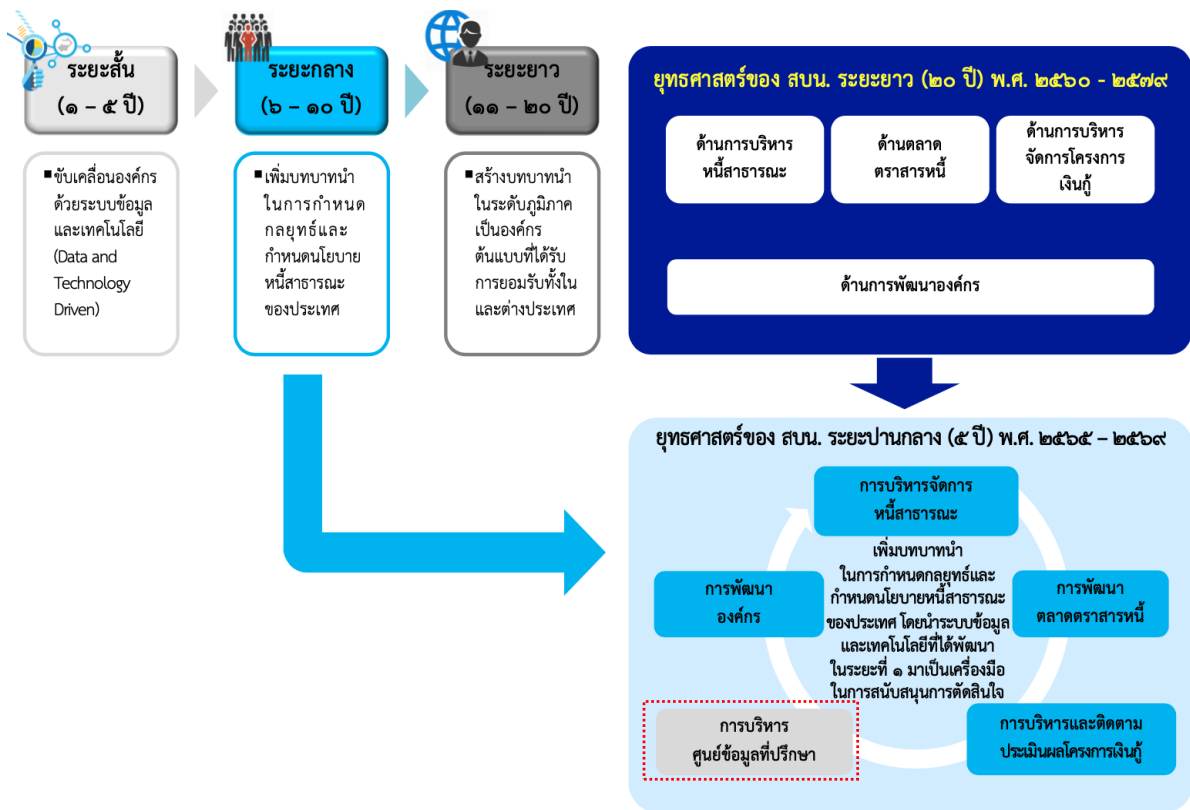 ระยะสั้น
(๑ – ๕ ปี)
ระยะกลาง
(๖ – ๑๐ ปี)
ระยะยาว
(๑๑ – ๒๐ ปี)
▪ขับเคลื่อนองค์กร
ด้วยระบบข้อมูล
และเทคโนโลยี
(Data and
Technology
Driven)
▪เพิ่มบทบาทนำ
ในการกำหนด
กลยุทธ์และ
กำหนดนโยบาย
หนี้สาธารณะ
ของประเทศ
▪สร้างบทบาทนำ
ในระดับภูมิภาค
เป็นองค์กร
ต้นแบบที่ได้รับ
การยอมรับทั้งใน
และต่างประเทศ
ยุทธศาสตร์ของ สบน. ระยะยาว (๒๐ ปี) พ.ศ. ๒๕๖๐ - ๒๕๗๙
ด้านการบริหาร
หนี้สาธารณะ
ด้านตลาด
ตราสารหนี้
ด้านการบริหาร
จัดการโครงการ
เงินกู้
ด้านการพัฒนาองค์กร
ยุทธศาสตร์ของ สบน. ระยะปานกลาง (๕ ปี) พ.ศ. ๒๕๖๕ – ๒๕๖๙
การบริหารจัดการ
หนี้สาธารณะ
การพัฒนา
องค์กร
เพิ่มบทบาทนำ
ในการกำหนดกลยุทธ์และ
กำหนดนโยบายหนี้สาธารณะ
ของประเทศ โดยนำระบบข้อมูล
และเทคโนโลยีที่ได้พัฒนา
ในระยะที่ ๑ มาเป็นเครื่องมือ
ในการสนับสนุนการตัดสินใจ
การพัฒนา
ตลาดตราสารหนี้
การบริหาร
ศูนย์ข้อมูลที่ปรึกษา
การบริหารและติดตาม
ประเมินผลโครงการเงินกู้